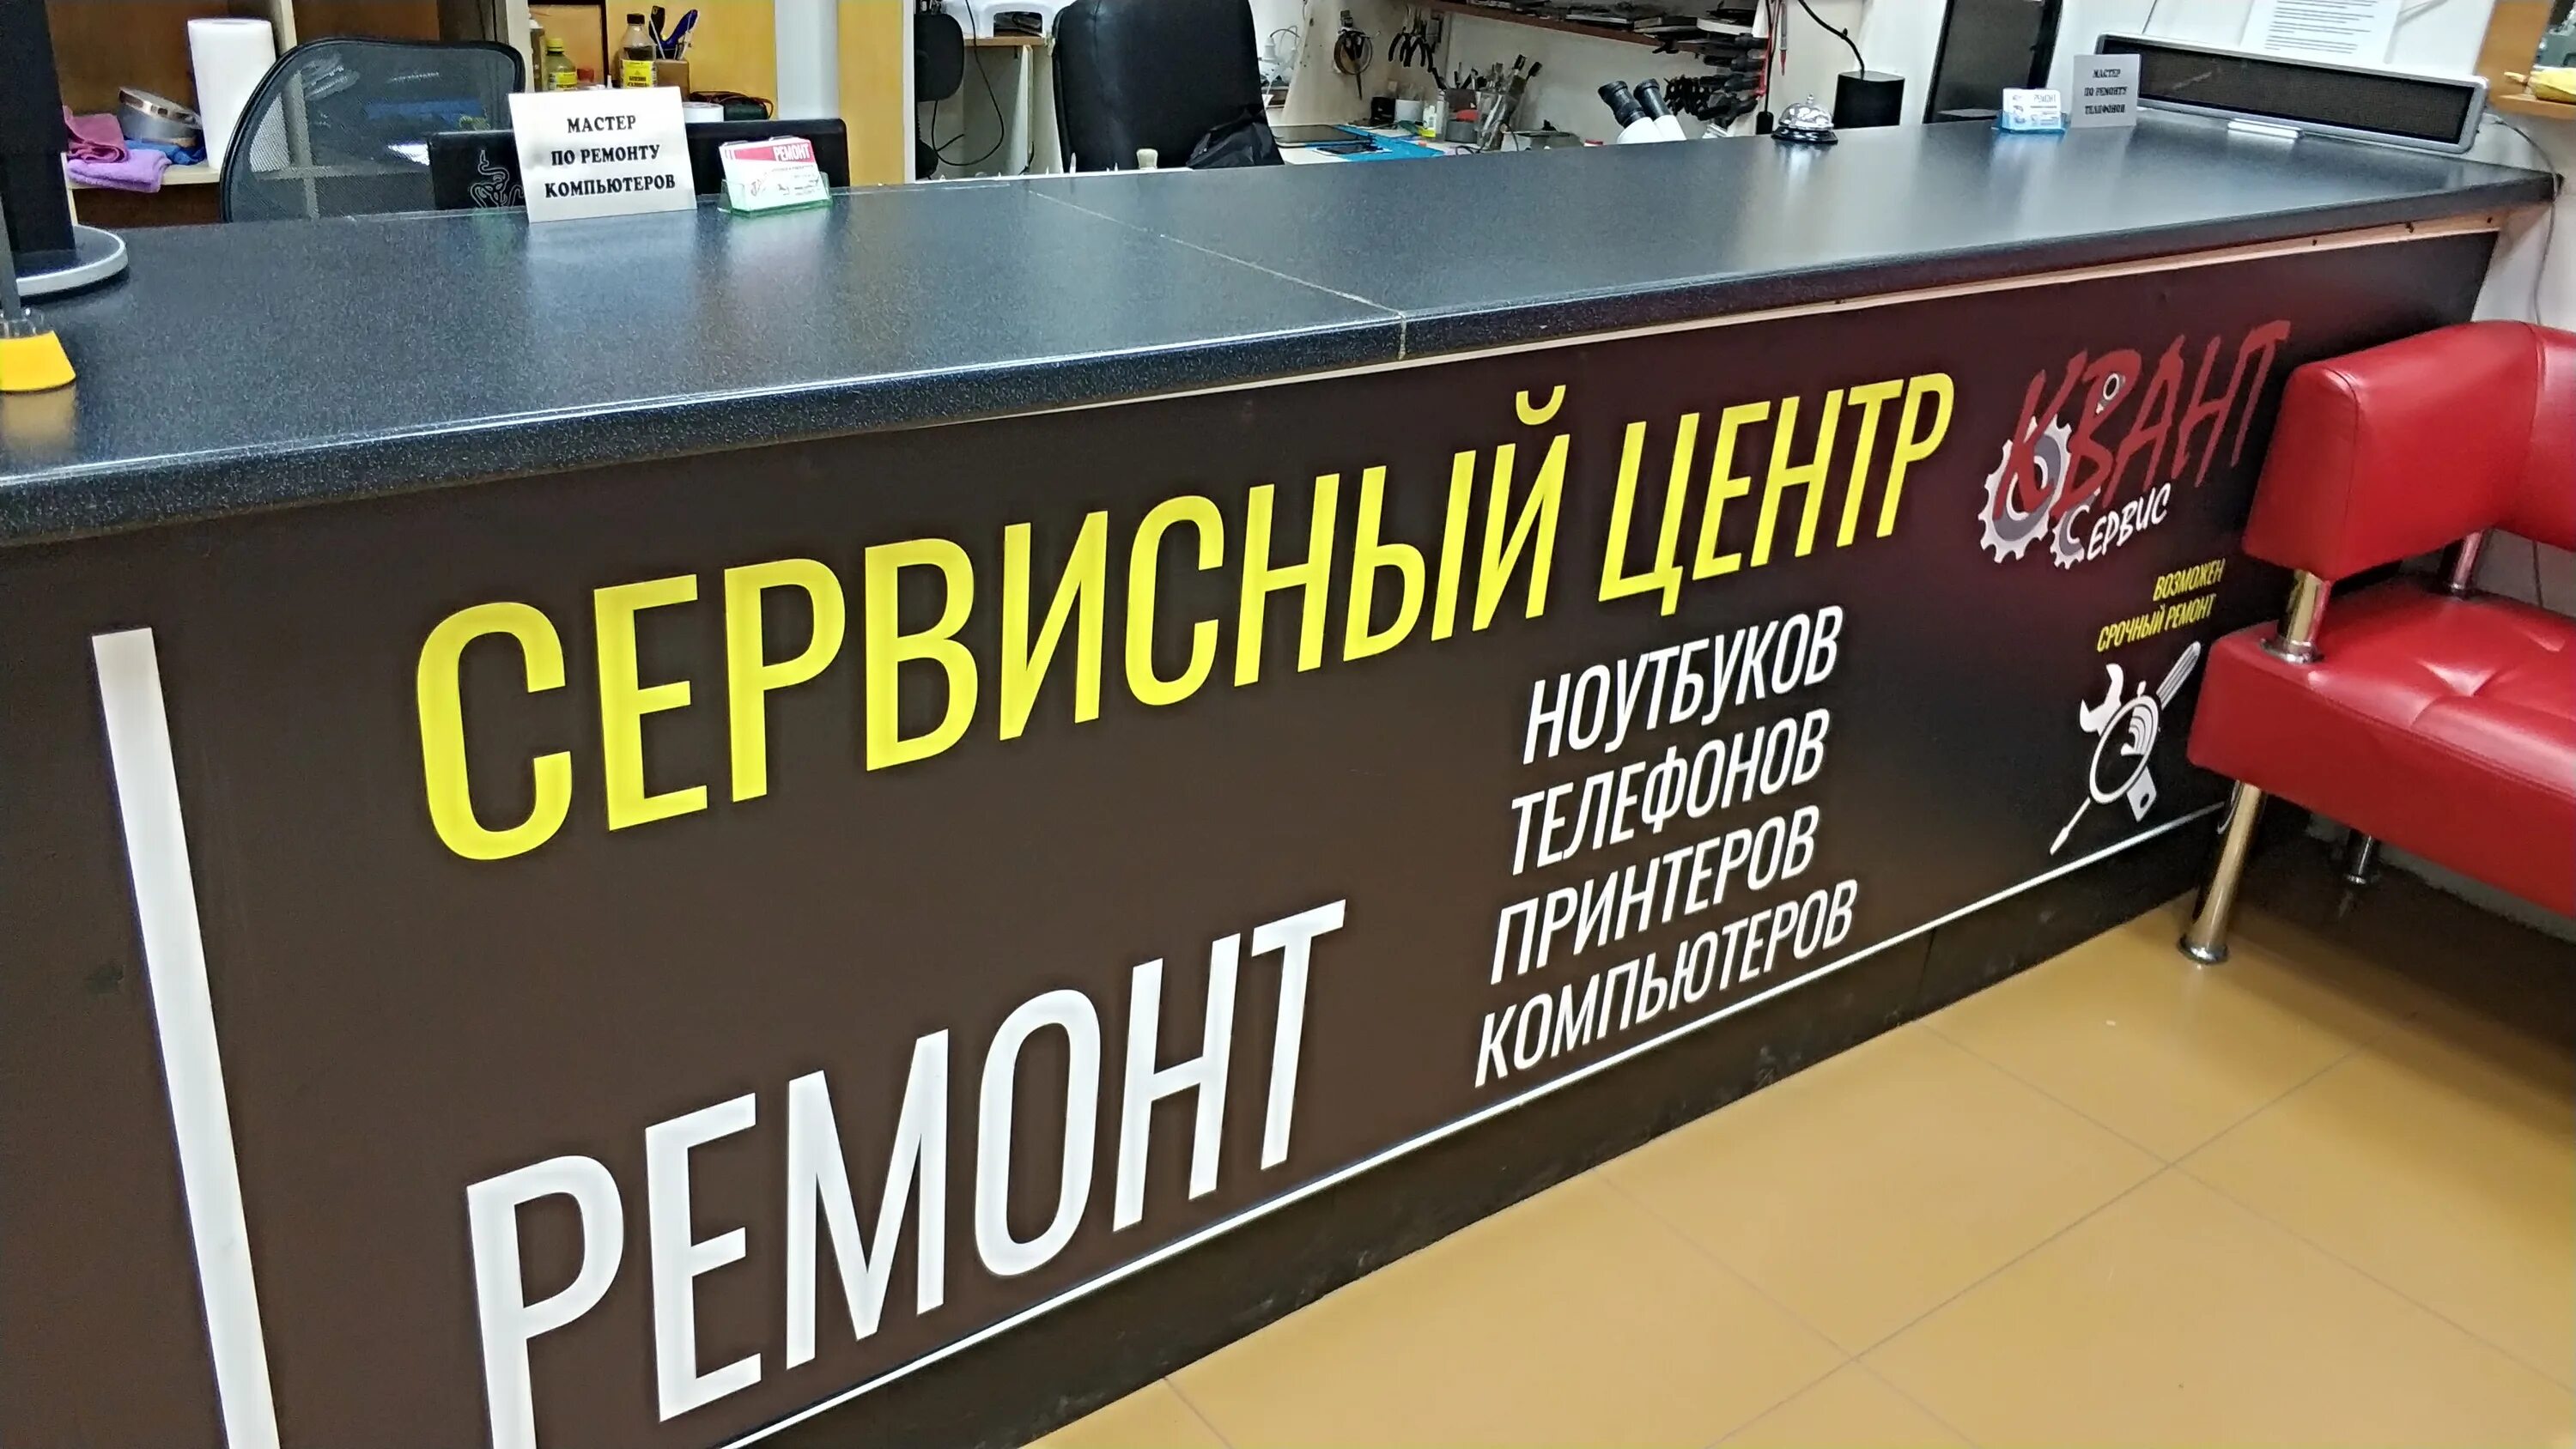 МАСТЕР
ПО РЕМОНТУ
КОМПЬЮТЕРОВ
РЕМОНТ
РЕМОНТ
МАСТЕР
ПО РЕМОНТУ
ТЕЛЕФОНОВ
СЕРВИСНЫЙ ЦЕНТР
КВАНТ
СЕРВИС
ВОЗМОЖЕН
СРОЧНЫЙ РЕМОНТ
РЕМОНТ
НОУТБУКОВ
ТЕЛЕФОНОВ
ПРИНТЕРОВ
КОМПЬЮТЕРОВ